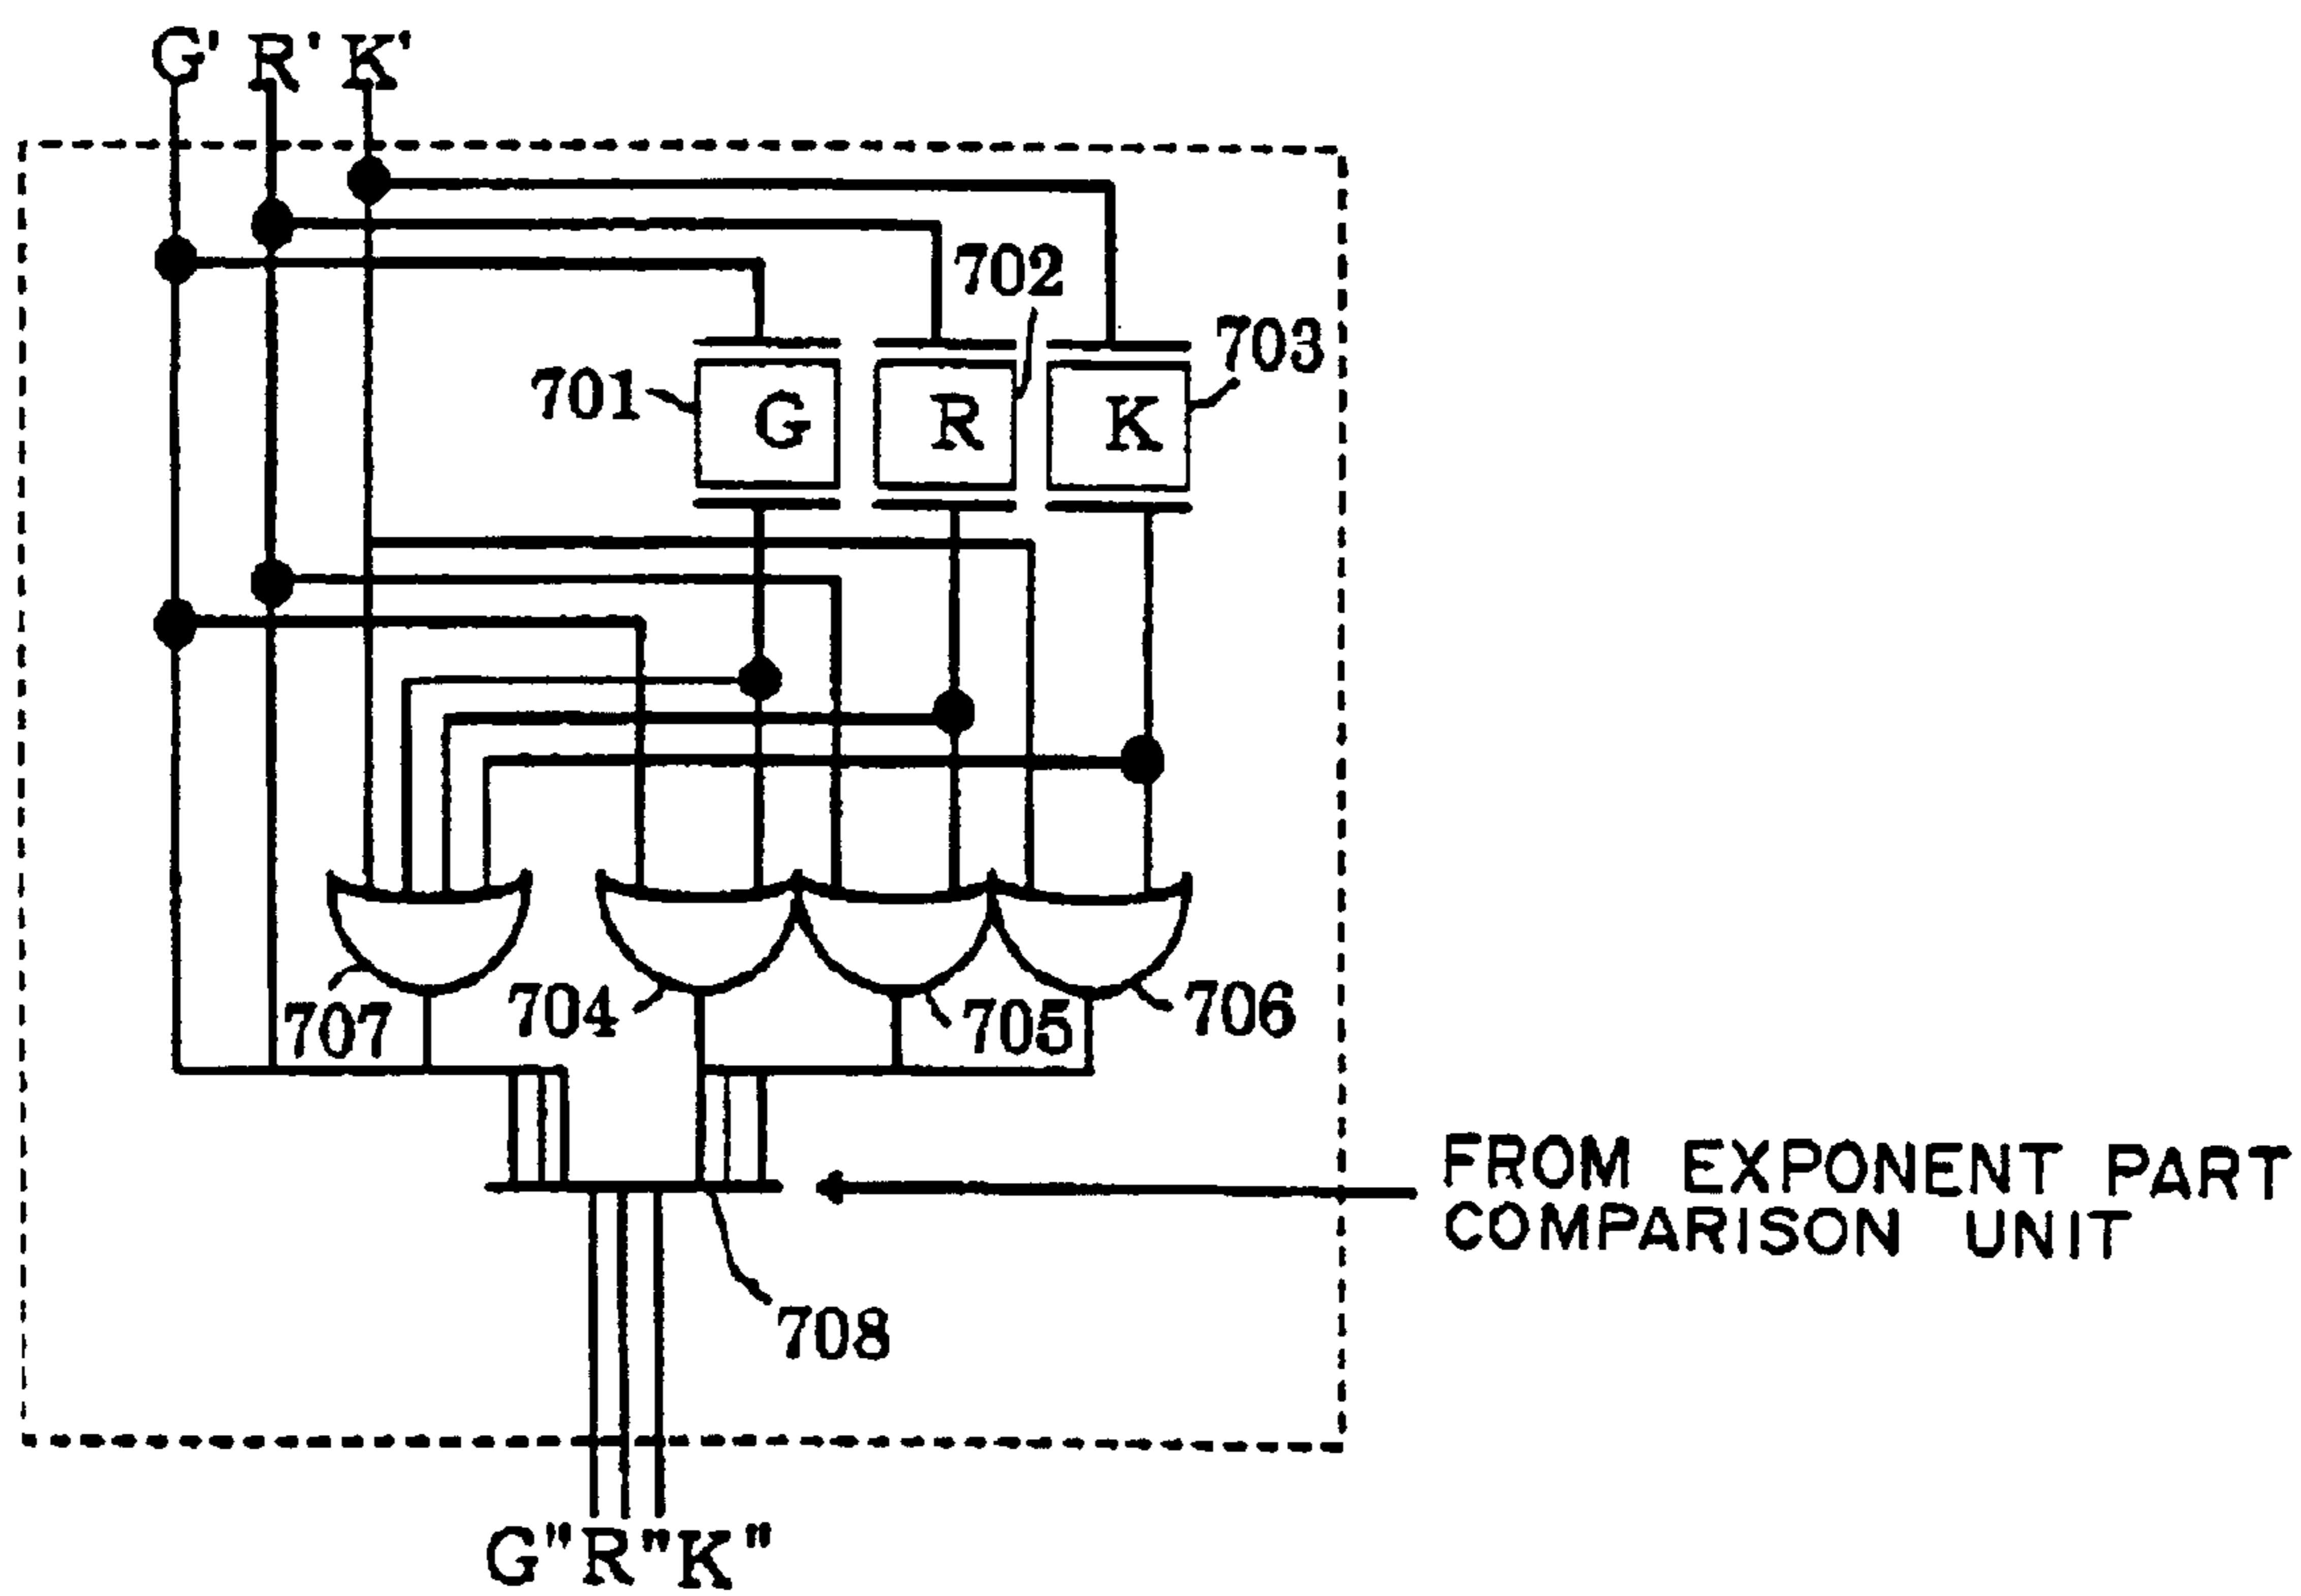 G' R' K'
702
703
701
G
R
K
707
704
705
706
FROM EXPONENT PART
COMPARISON UNIT
708
G" R" K"